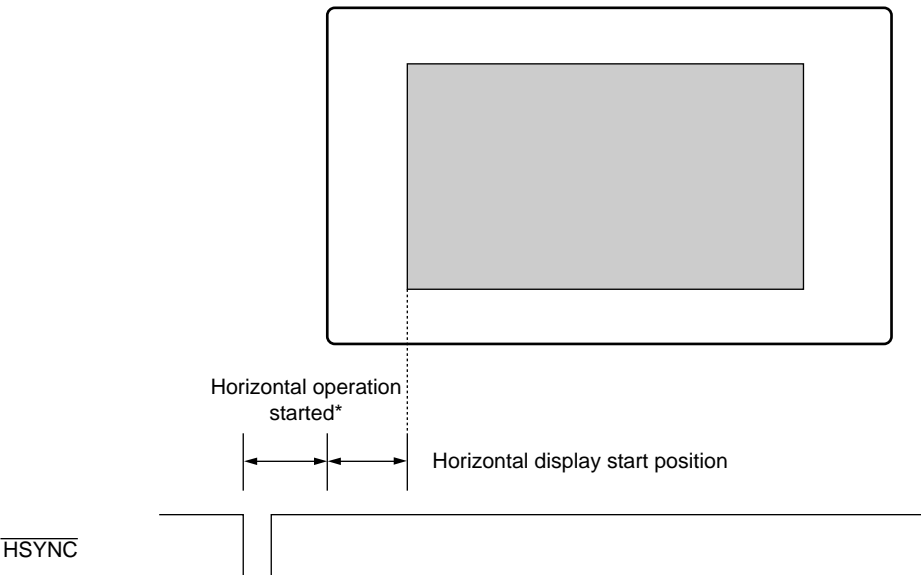 Horizontal operation
started*
Horizontal display start position
HSYNC